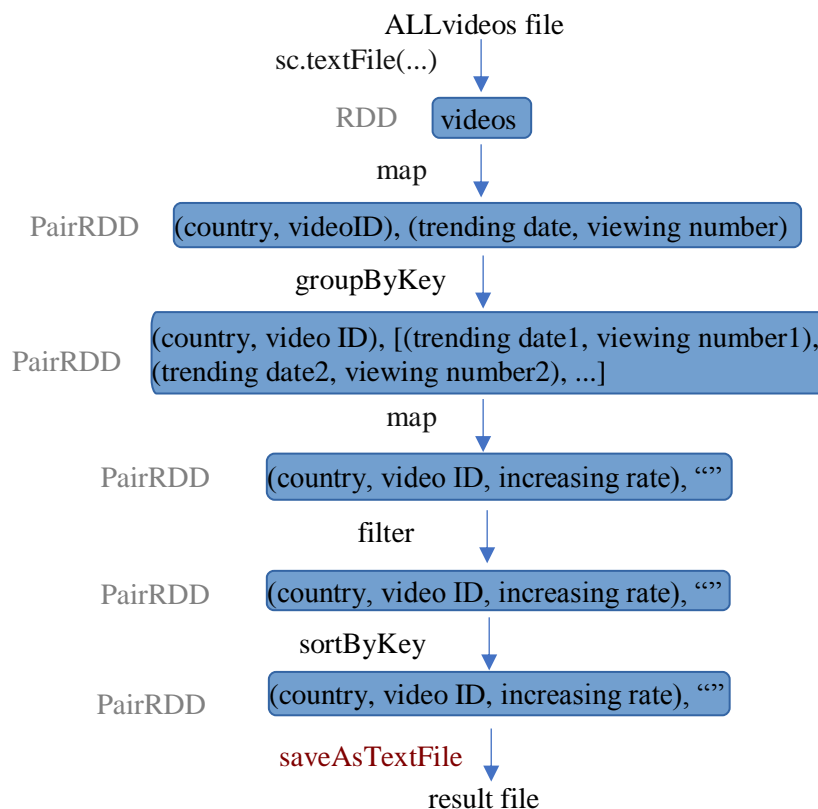 ALLvideos file
sc.textFile(...)
RDD
videos
map
PairRDD
(country, videoID), (trending date, viewing number)
groupByKey
PairRDD
(country, video ID), [(trending date1, viewing number1),
(trending date2, viewing number2), ...]
map
PairRDD
(country, video ID, increasing rate), “”
filter
PairRDD
(country, video ID, increasing rate), “”
sortByKey
PairRDD
(country, video ID, increasing rate), “”
saveAsTextFile
result file